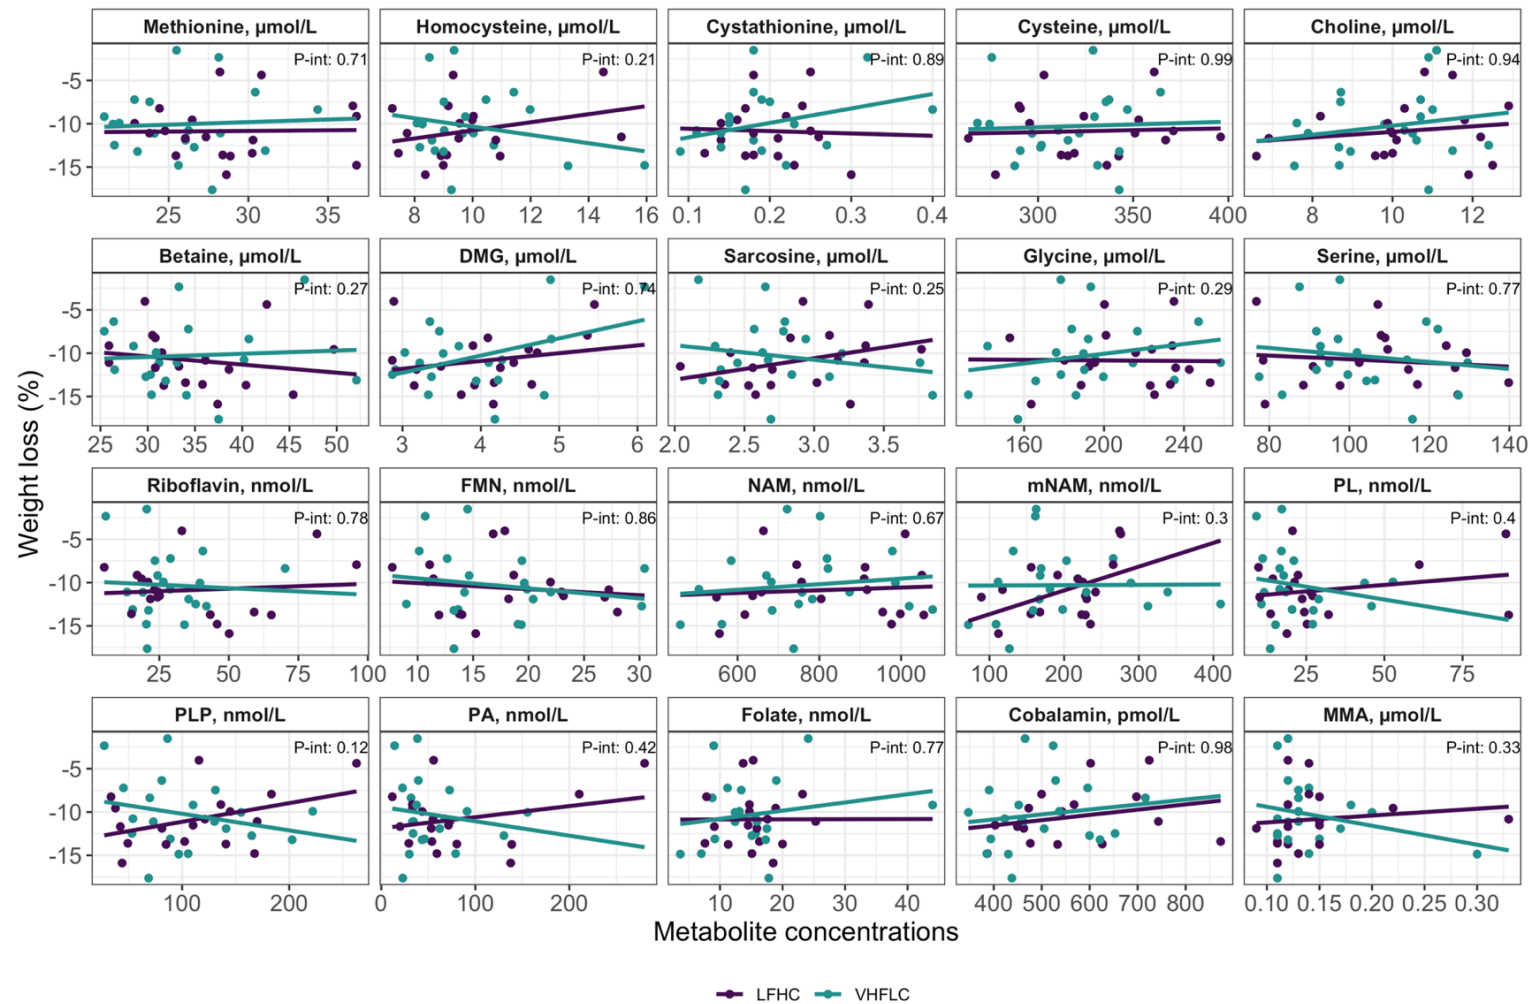 Methionine, µmol/L
Homocysteine, µmol/L
Cystathionine, µmol/L
Cysteine, µmol/L
Choline, µmol/L
P-int: 0.71
P-int: 0.21
P-int: 0.89
P-int: 0.99
P-int: 0.94
-5
-10
-15
25 30 35
8 10 12 14 16
0.1 0.2 0.3 0.4
300 350 400
8 10 12
Betaine, µmol/L
DMG, µmol/L
Sarcosine, µmol/L
Glycine, µmol/L
Serine, µmol/L
P-int: 0.27
P-int: 0.74
P-int: 0.25
P-int: 0.29
P-int: 0.77
-5
-10
-15
25 30 35 40 45 50
3 4 5 6
2.0 2.5 3.0 3.5
160 200 240
80 100 120 140
Weight loss (%)
Riboflavin, nmol/L
FMN, nmol/L
NAM, nmol/L
mNAM, nmol/L
PL, nmol/L
P-int: 0.78
P-int: 0.86
P-int: 0.67
P-int: 0.3
P-int: 0.4
-5
-10
-15
25 50 75 100
10 15 20 25 30
600 800 1000
100 200 300 400
25 50 75
PLP, nmol/L
PA, nmol/L
Folate, nmol/L
Cobalamin, pmol/L
MMA, µmol/L
P-int: 0.12
P-int: 0.42
P-int: 0.77
P-int: 0.98
P-int: 0.33
-5
-10
-15
100 200
0 100 200
10 20 30 40
400 500 600 700 800
0.10 0.15 0.20 0.25 0.30
Metabolite concentrations
LFHC VHFLC